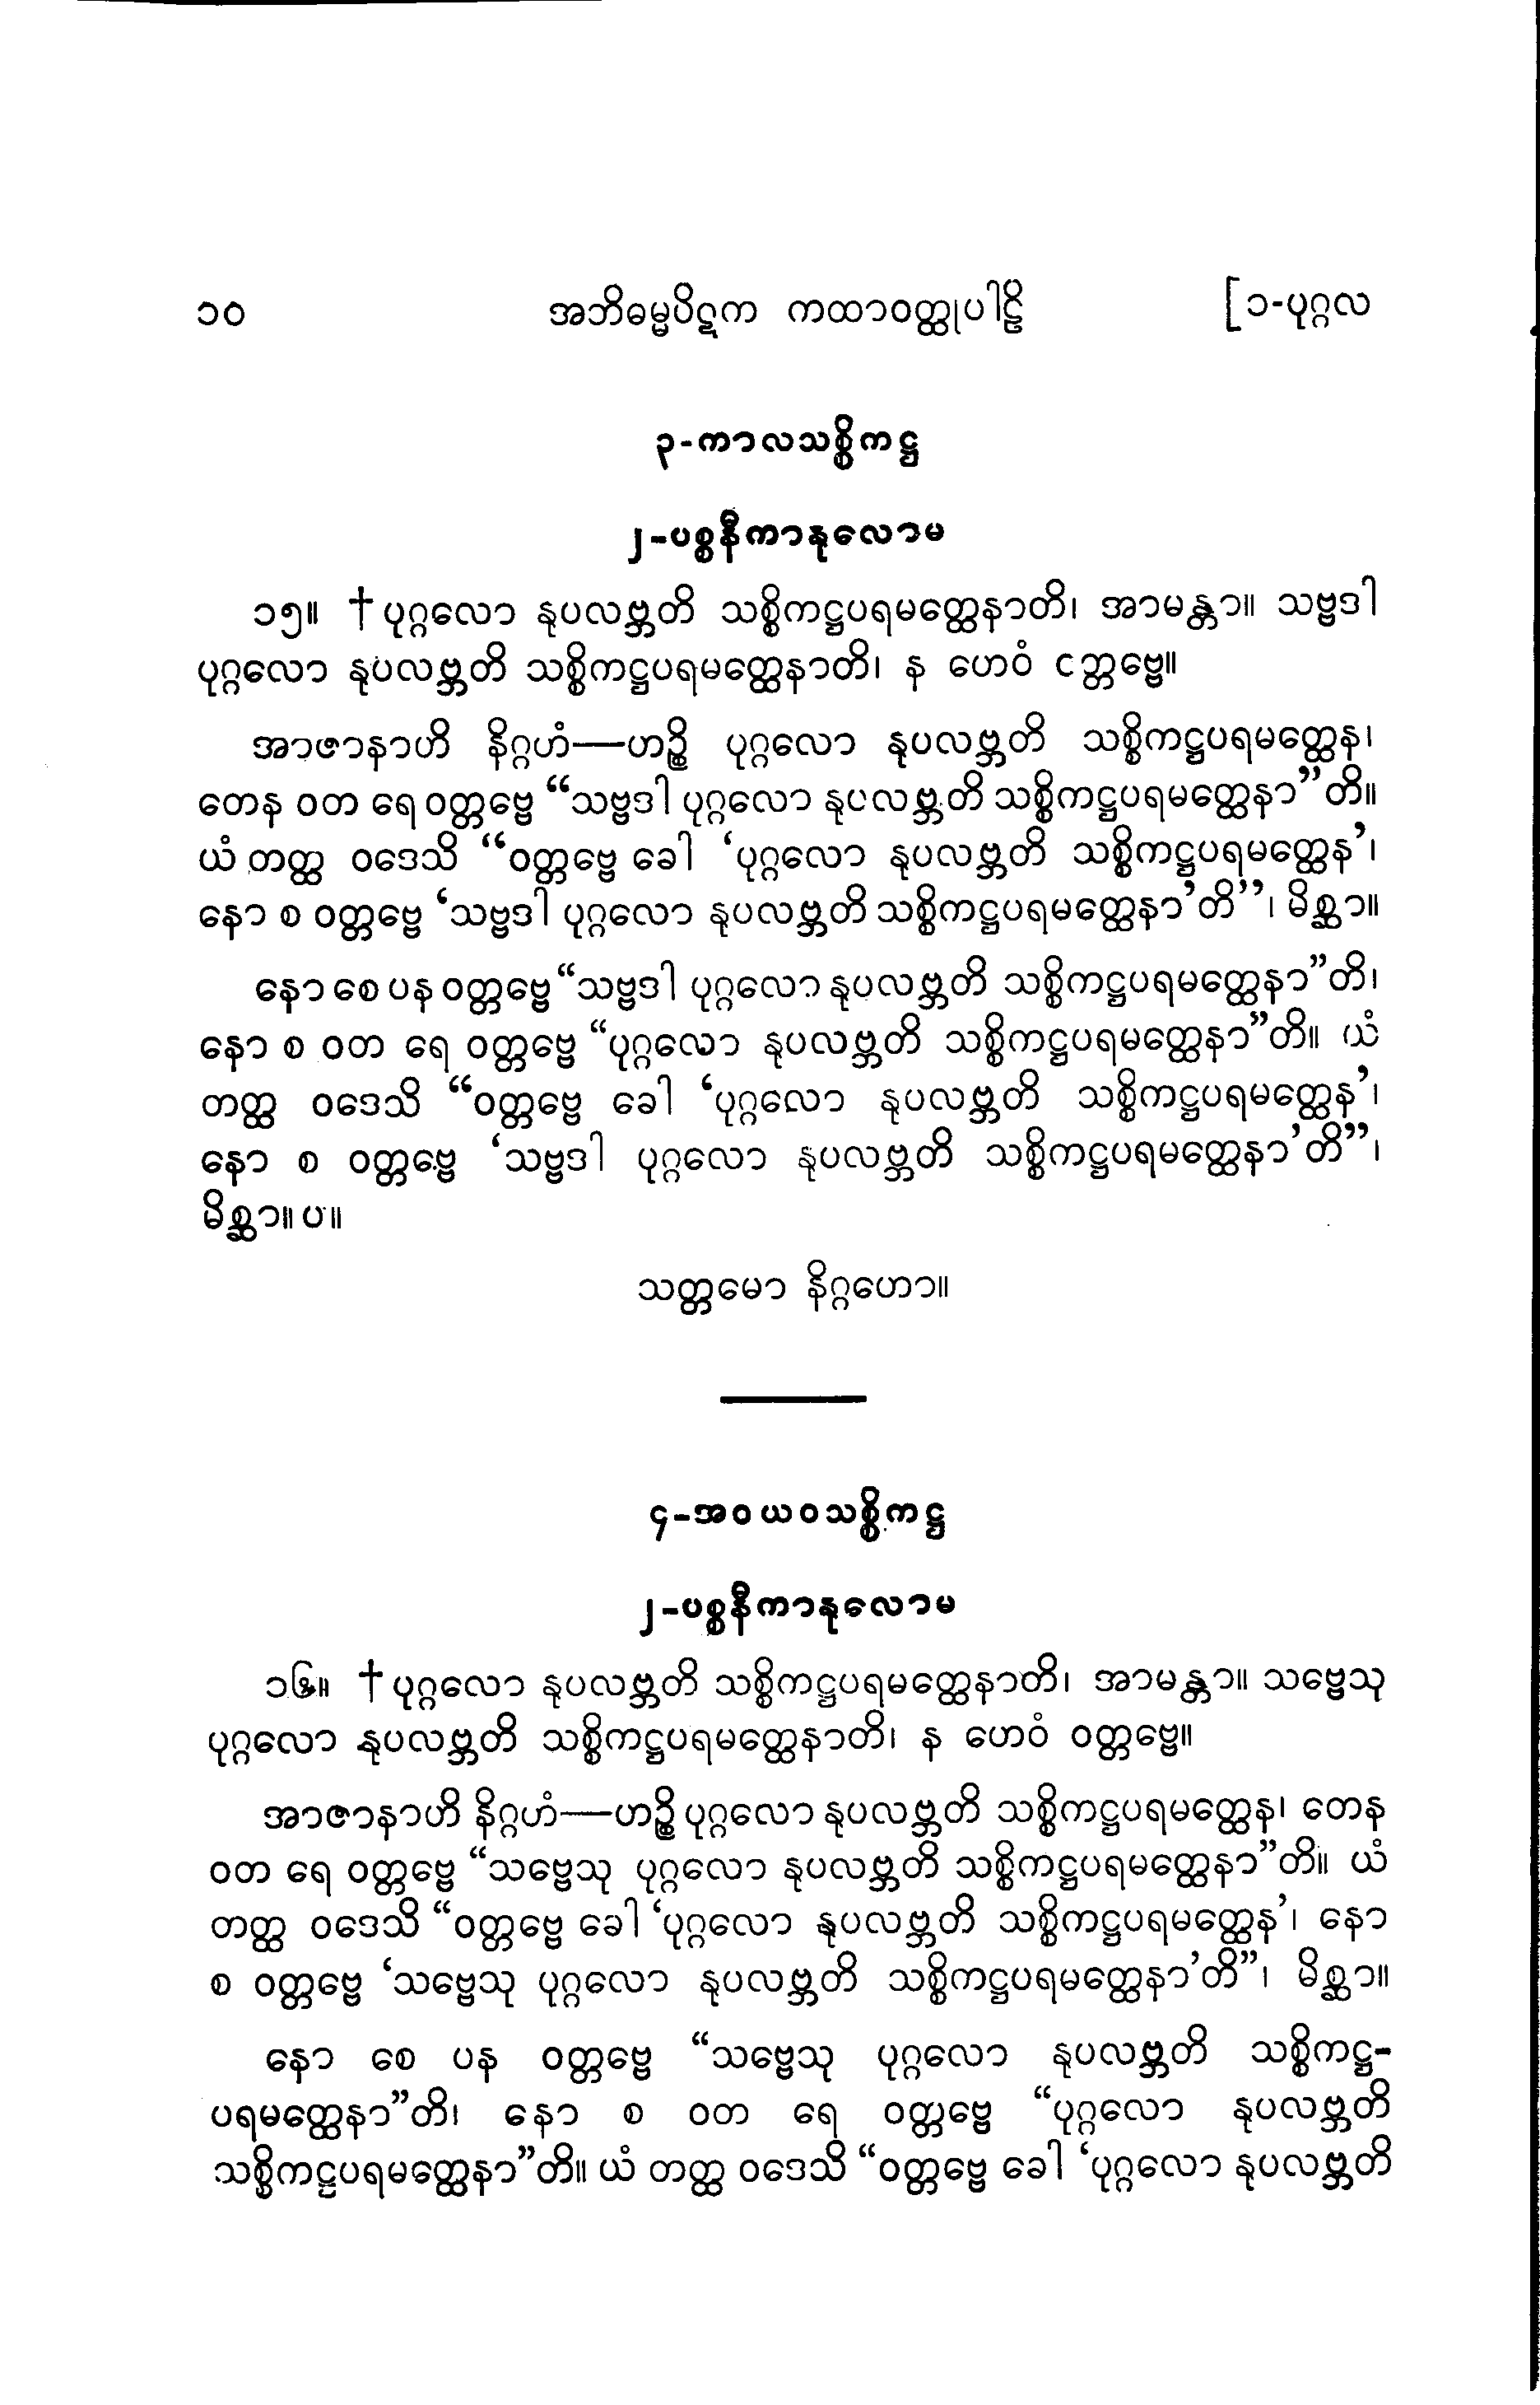 ၁၀ အဘိဓမ္မပိဋက ကထာဝတ္ထုပါဠိ [၁-ပုဂ္ဂလ
၃-ကာလသစ္စိကဋ္ဌ
၂-ပစ္စနီကာနုလောမ
၁၅။ †ပုဂ္ဂလော နုပလဗ္ဘတိ သစ္စိကဋ္ဌပရမတ္ထေနာတိ၊ အာမန္တာ။ သဗ္ဗဒါ
ပုဂ္ဂလော နုပလဗ္ဘတိ သစ္စိကဋ္ဌပရမတ္ထေနာတိ၊ န ဟေဝံ ဝတ္တဗ္ဗေ။
အာဇာနာဟိ နိဂ္ဂဟံ—ဟဉ္စိ ပုဂ္ဂလော နုပလဗ္ဘတိ သစ္စိကဋ္ဌပရမတ္ထေန၊
တေန ဝတ ရေ ဝတ္တဗ္ဗေ “သဗ္ဗဒါ ပုဂ္ဂလော နုပလဗ္ဘတိ သစ္စိကဋ္ဌပရမတ္ထေနာ”တိ။
ယံ တတ္ထ ဝဒေသိ “ဝတ္တဗ္ဗေ ခေါ ‘ပုဂ္ဂလော နုပလဗ္ဘတိ သစ္စိကဋ္ဌပရမတ္ထေန’၊
နော စ ဝတ္တဗ္ဗေ ‘သဗ္ဗဒါ ပုဂ္ဂလော နုပလဗ္ဘတိ သစ္စိကဋ္ဌပရမတ္ထေနာ’တိ”၊ မိစ္ဆာ။
နော စေ ပန ဝတ္တဗ္ဗေ “သဗ္ဗဒါ ပုဂ္ဂလော နုပလဗ္ဘတိ သစ္စိကဋ္ဌပရမတ္ထေနာ”တိ၊
နော စ ဝတ ရေ ဝတ္တဗ္ဗေ “ပုဂ္ဂလော နုပလဗ္ဘတိ သစ္စိကဋ္ဌပရမတ္ထေနာ”တိ။ ယံ
တတ္ထ ဝဒေသိ “ဝတ္တဗ္ဗေ ခေါ ‘ပုဂ္ဂလော နုပလဗ္ဘတိ သစ္စိကဋ္ဌပရမတ္ထေန’၊
နော စ ဝတ္တဗ္ဗေ ‘သဗ္ဗဒါ ပုဂ္ဂလော နုပလဗ္ဘတိ သစ္စိကဋ္ဌပရမတ္ထေနာ’တိ”၊
မိစ္ဆာ။ ပ။
သတ္တမော နိဂ္ဂဟော။
၄-အဝယဝသစ္စိကဋ္ဌ
၂-ပစ္စနီကာနုလောမ
၁၆။ †ပုဂ္ဂလော နုပလဗ္ဘတိ သစ္စိကဋ္ဌပရမတ္ထေနာတိ၊ အာမန္တာ။ သဗ္ဗေသု
ပုဂ္ဂလော နုပလဗ္ဘတိ သစ္စိကဋ္ဌပရမတ္ထေနာတိ၊ န ဟေဝံ ဝတ္တဗ္ဗေ။
အာဇာနာဟိ နိဂ္ဂဟံ—ဟဉ္စိ ပုဂ္ဂလော နုပလဗ္ဘတိ သစ္စိကဋ္ဌပရမတ္ထေန၊ တေန
ဝတ ရေ ဝတ္တဗ္ဗေ “သဗ္ဗေသု ပုဂ္ဂလော နုပလဗ္ဘတိ သစ္စိကဋ္ဌပရမတ္ထေနာ”တိ။ ယံ
တတ္ထ ဝဒေသိ “ဝတ္တဗ္ဗေ ခေါ ‘ပုဂ္ဂလော နုပလဗ္ဘတိ သစ္စိကဋ္ဌပရမတ္ထေန’၊ နော
စ ဝတ္တဗ္ဗေ ‘သဗ္ဗေသု ပုဂ္ဂလော နုပလဗ္ဘတိ သစ္စိကဋ္ဌပရမတ္ထေနာ’တိ”၊ မိစ္ဆာ။
နော စေ ပန ဝတ္တဗ္ဗေ “သဗ္ဗေသု ပုဂ္ဂလော နုပလဗ္ဘတိ သစ္စိကဋ္ဌ-
ပရမတ္ထေနာ”တိ၊ နော စ ဝတ ရေ ဝတ္တဗ္ဗေ “ပုဂ္ဂလော နုပလဗ္ဘတိ
သစ္စိကဋ္ဌပရမတ္ထေနာ”တိ။ ယံ တတ္ထ ဝဒေသိ “ဝတ္တဗ္ဗေ ခေါ ‘ပုဂ္ဂလော နုပလဗ္ဘတိ